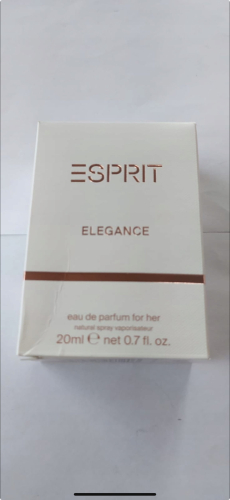 ESPRIT
ELEGANCE
eau de parfum for her
natural spray vaporisateur
20ml ℮ net 0.7 fl. oz.